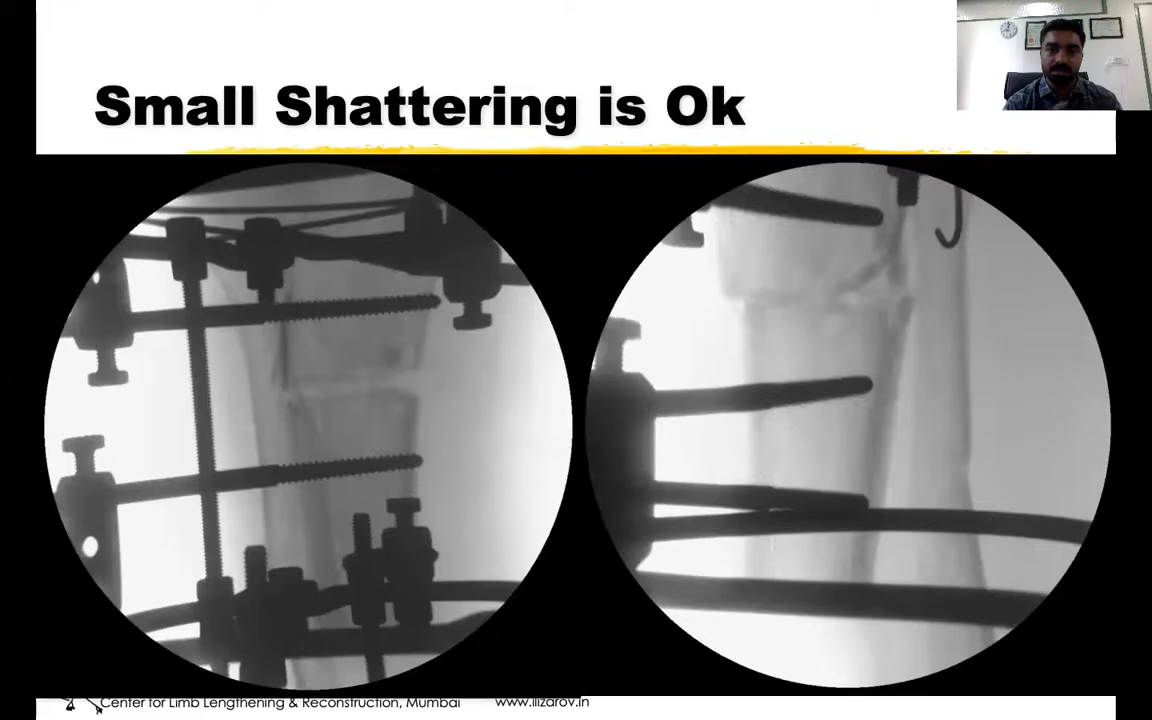 Small Shattering is Ok
Center for Limb Lengthening & Reconstruction, Mumbai www.ilizarov.in